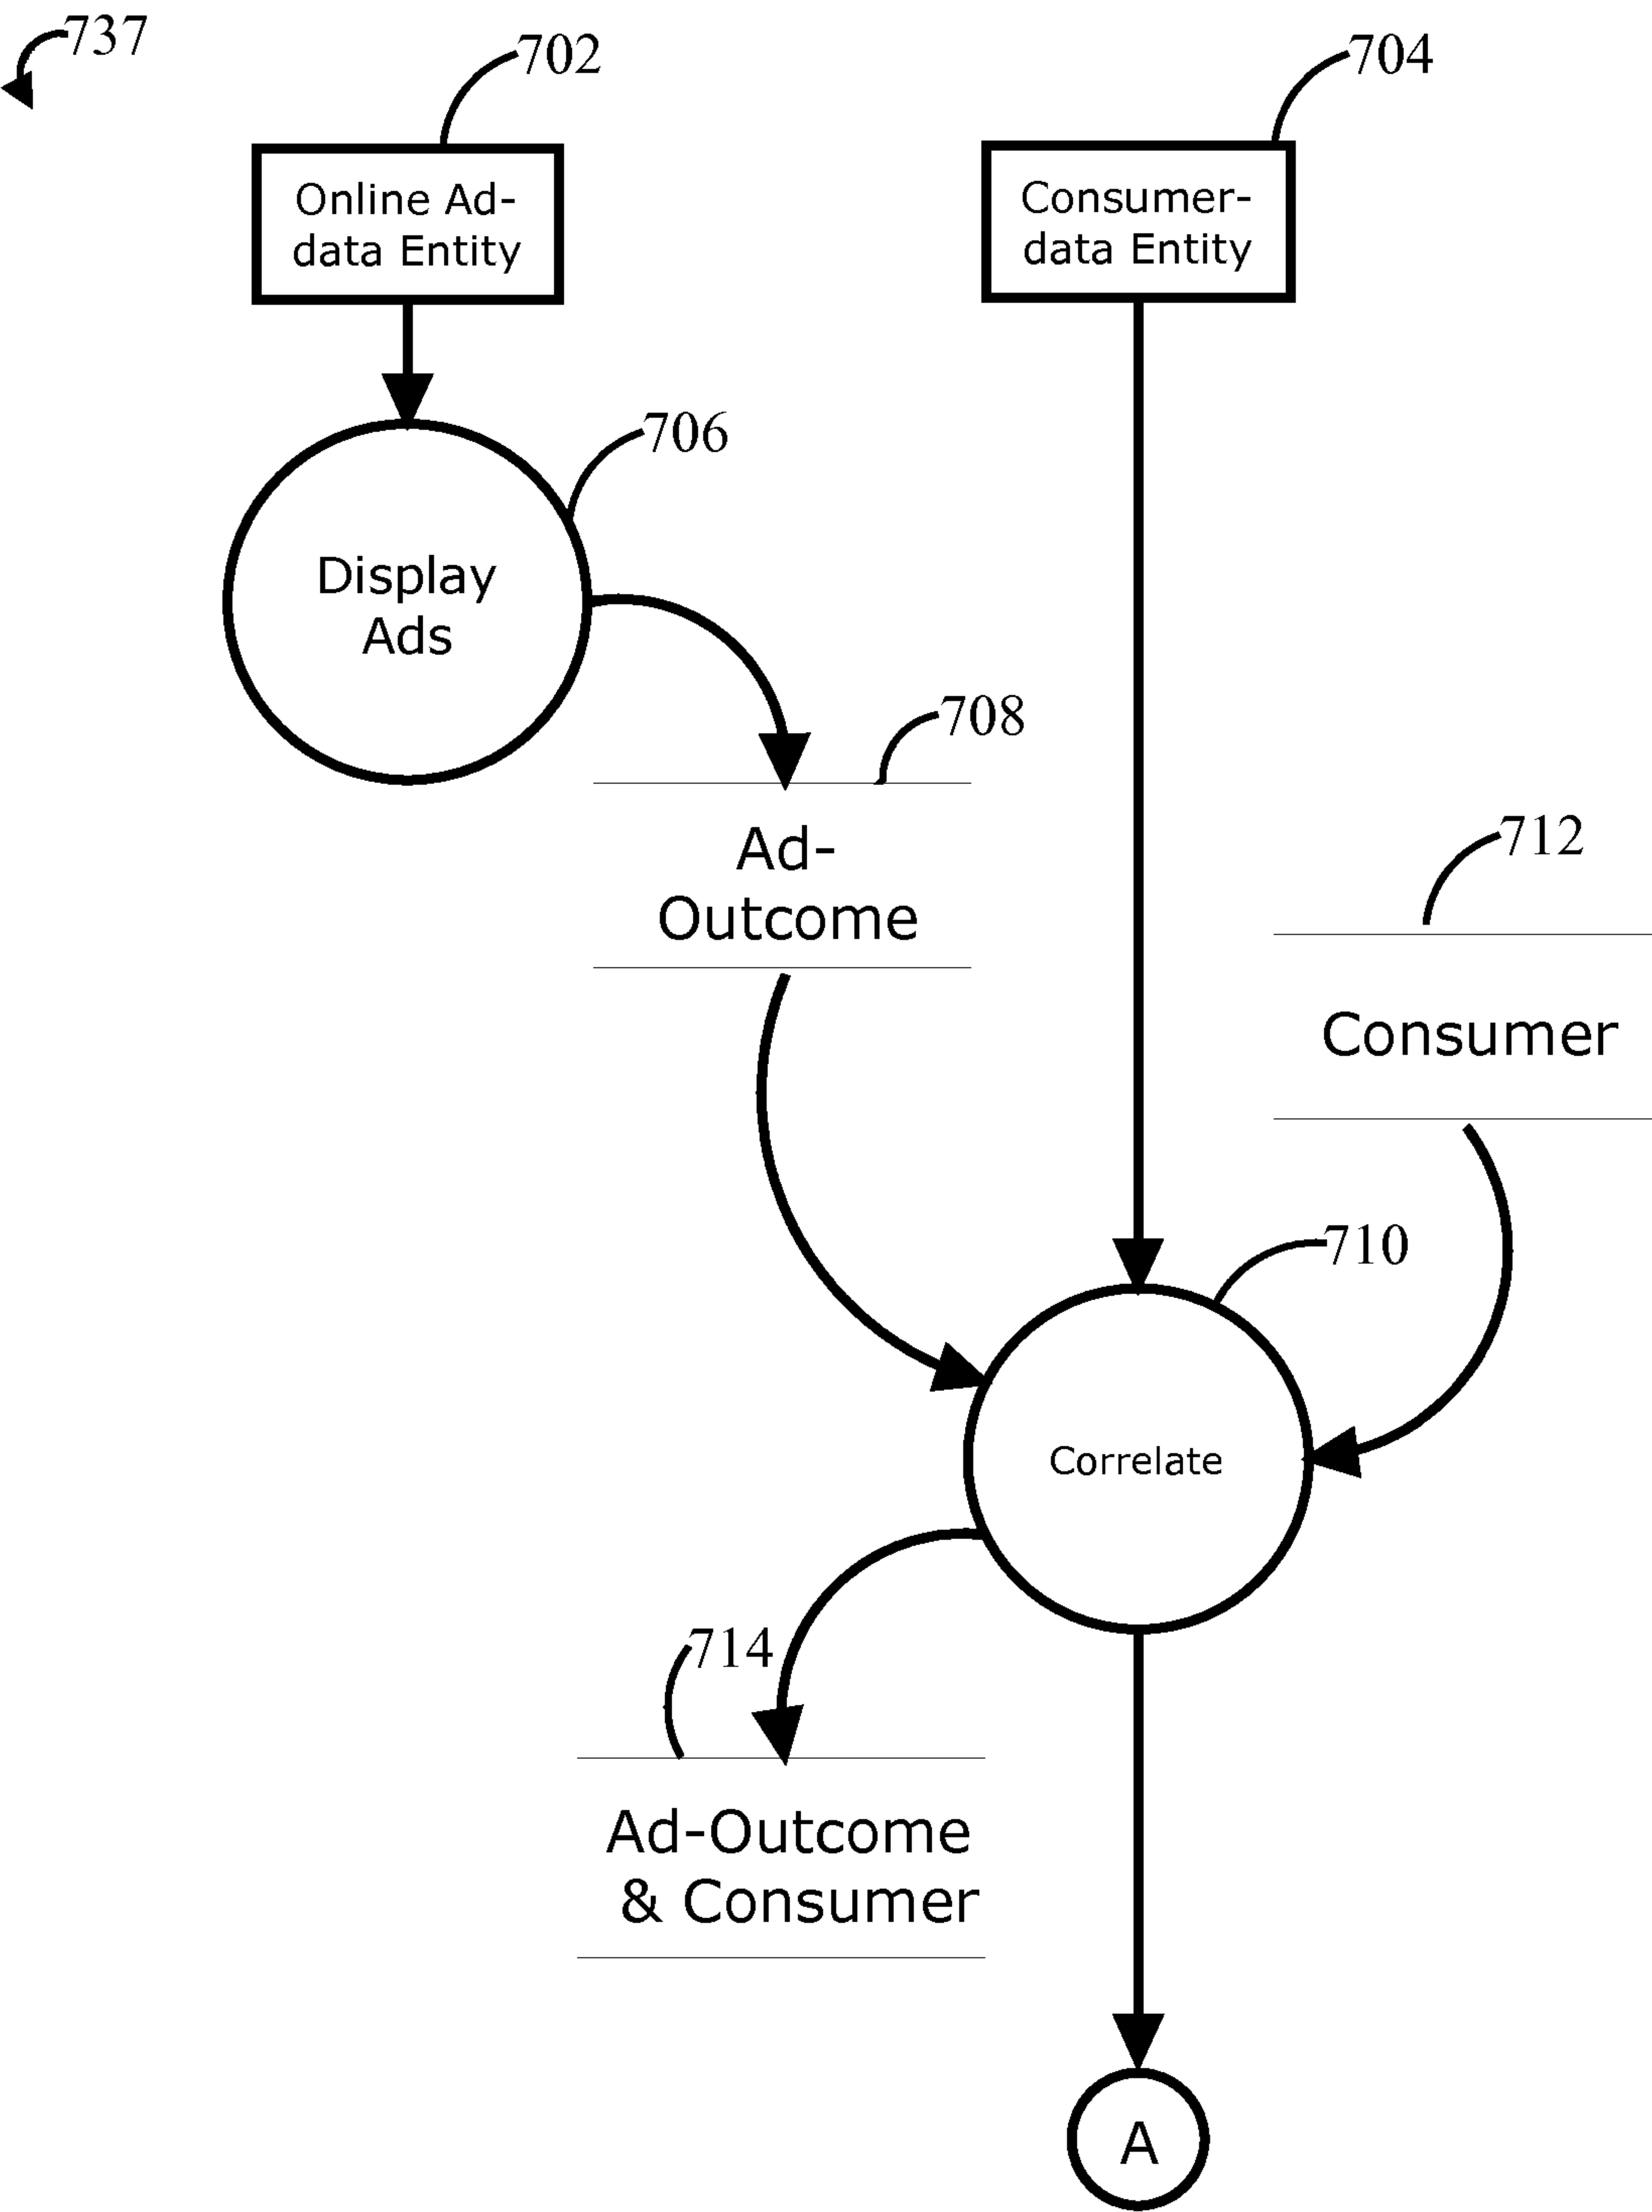 737
702
704
Online Ad-
data Entity
Consumer-
data Entity
706
Display
Ads
708
Ad-
Outcome
712
Consumer
710
Correlate
714
Ad-Outcome
& Consumer
A